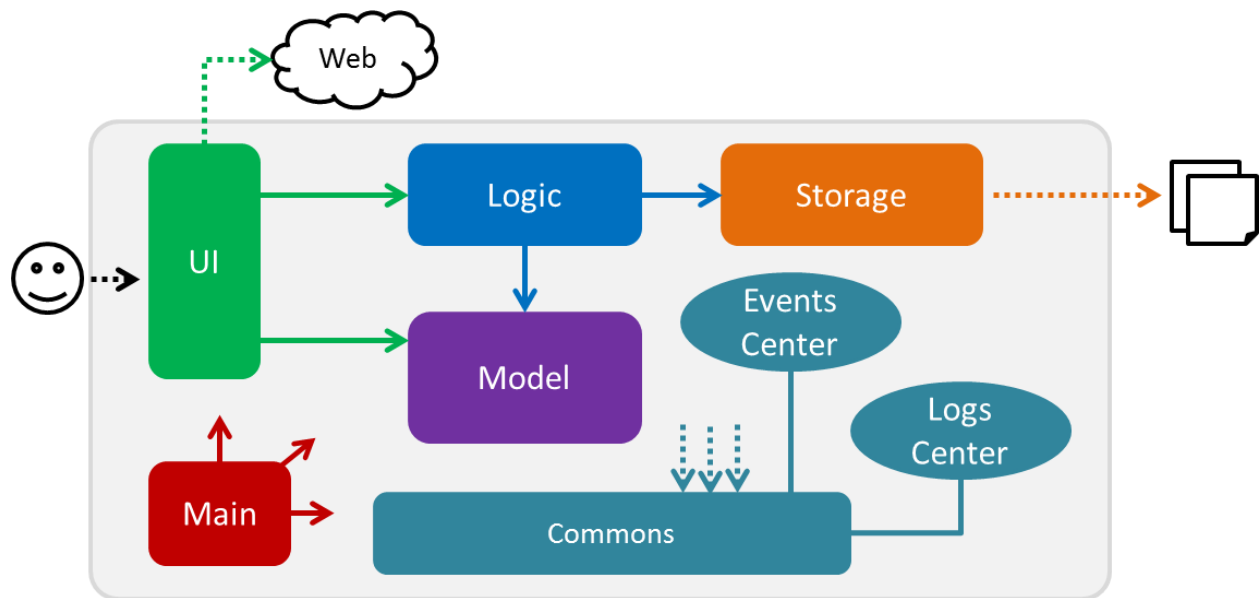 Web
UI
Logic
Storage
Model
Events
Center
Logs
Center
Main
Commons